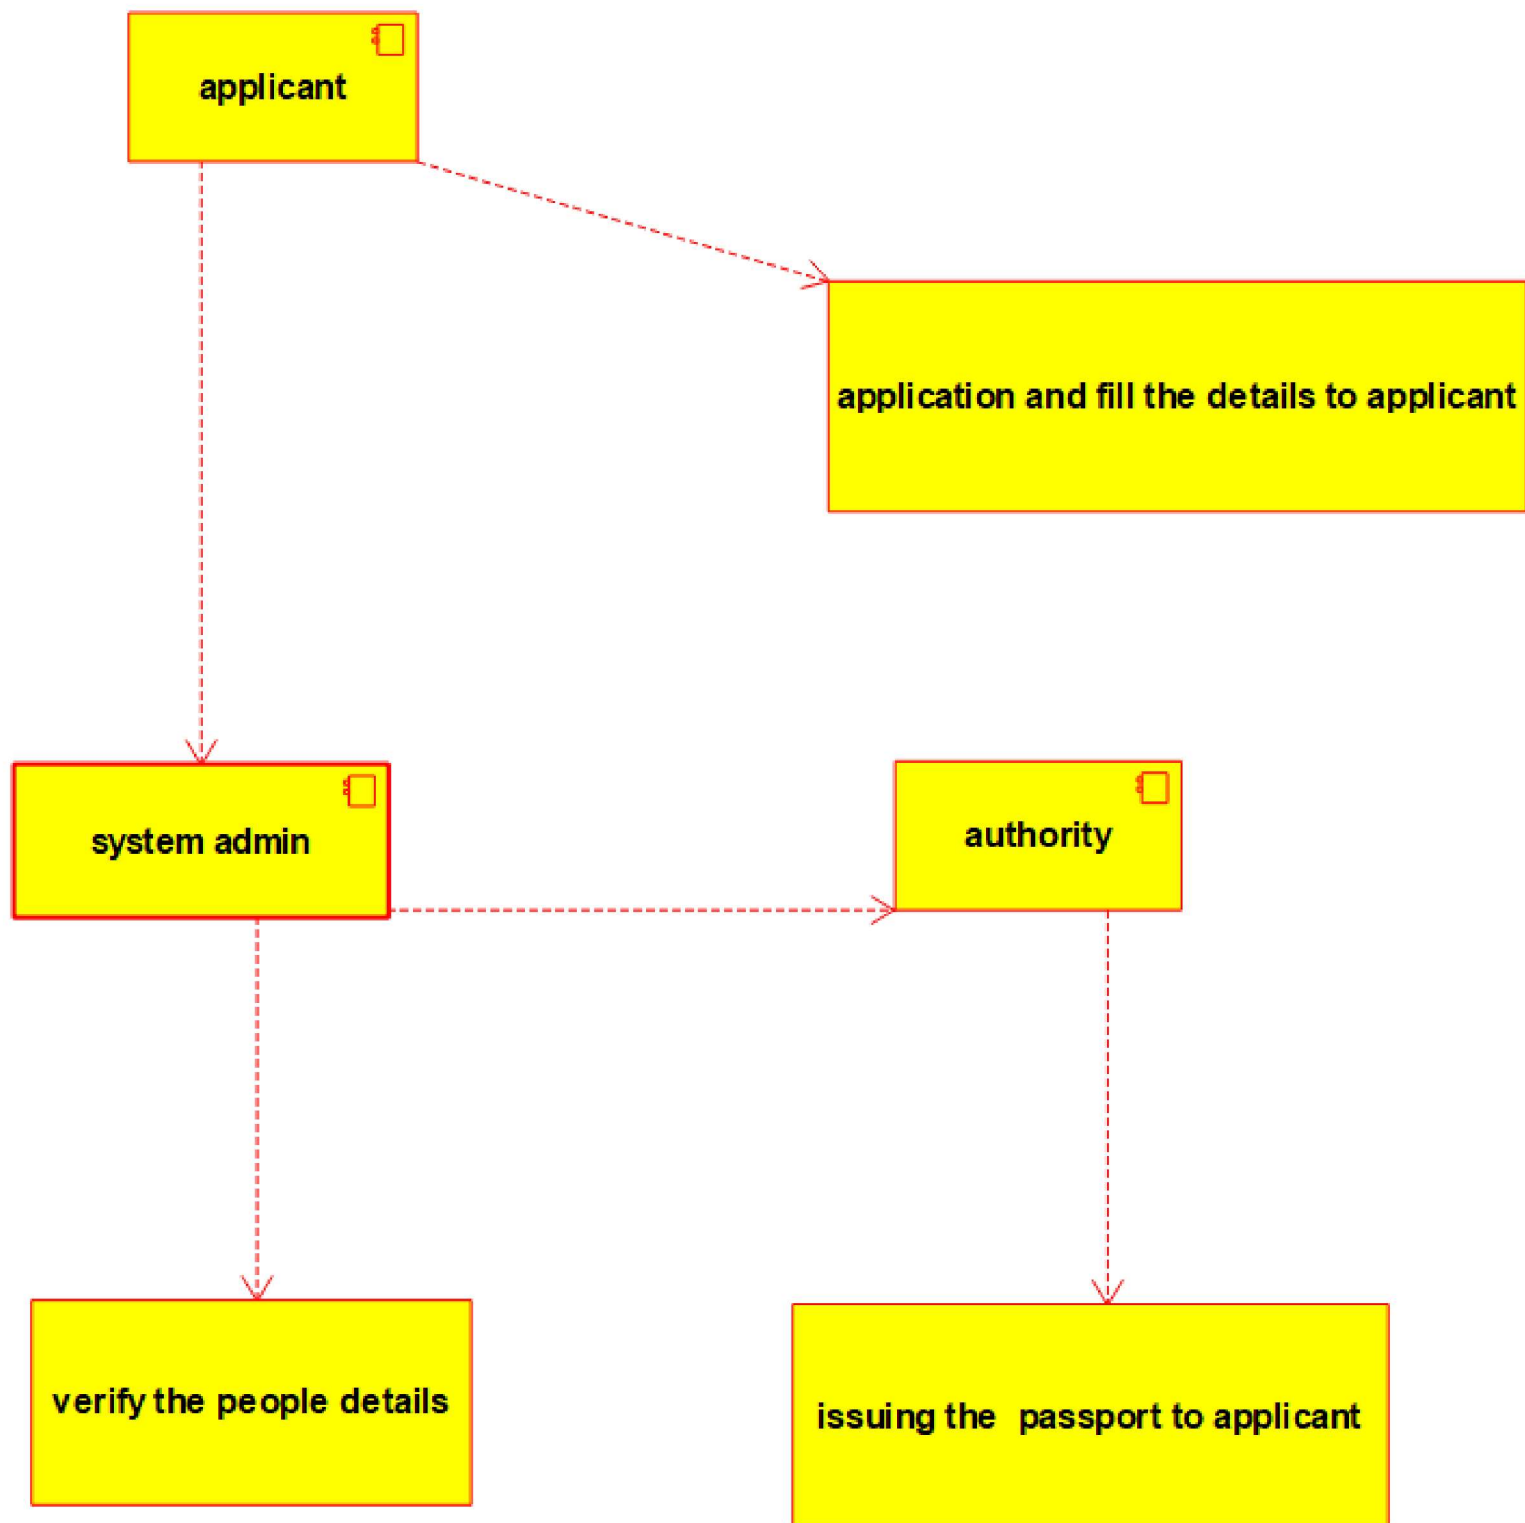 applicant
application and fill the details to applicant
system admin
authority
verify the people details
issuing the  passport to applicant